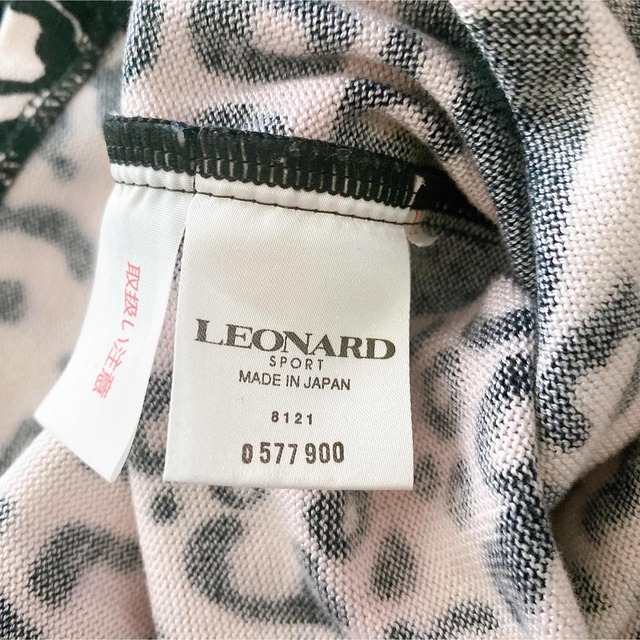 取扱い注意
LEONARD
SPORT
MADE IN JAPAN
8121
0577900